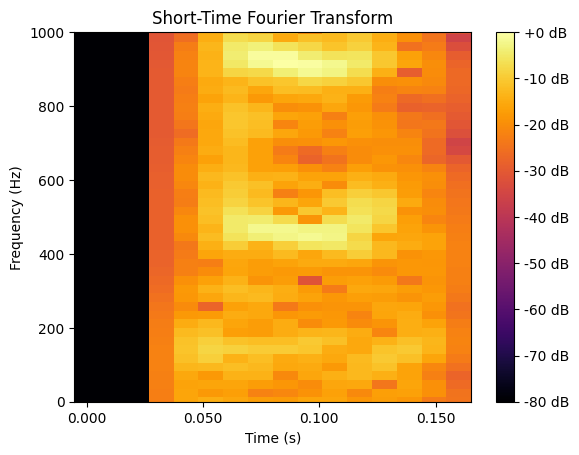 Short-Time Fourier Transform
1000
800
600
400
200
0
Frequency (Hz)
0.000
0.050
0.100
0.150
Time (s)
+0 dB
-10 dB
-20 dB
-30 dB
-40 dB
-50 dB
-60 dB
-70 dB
-80 dB